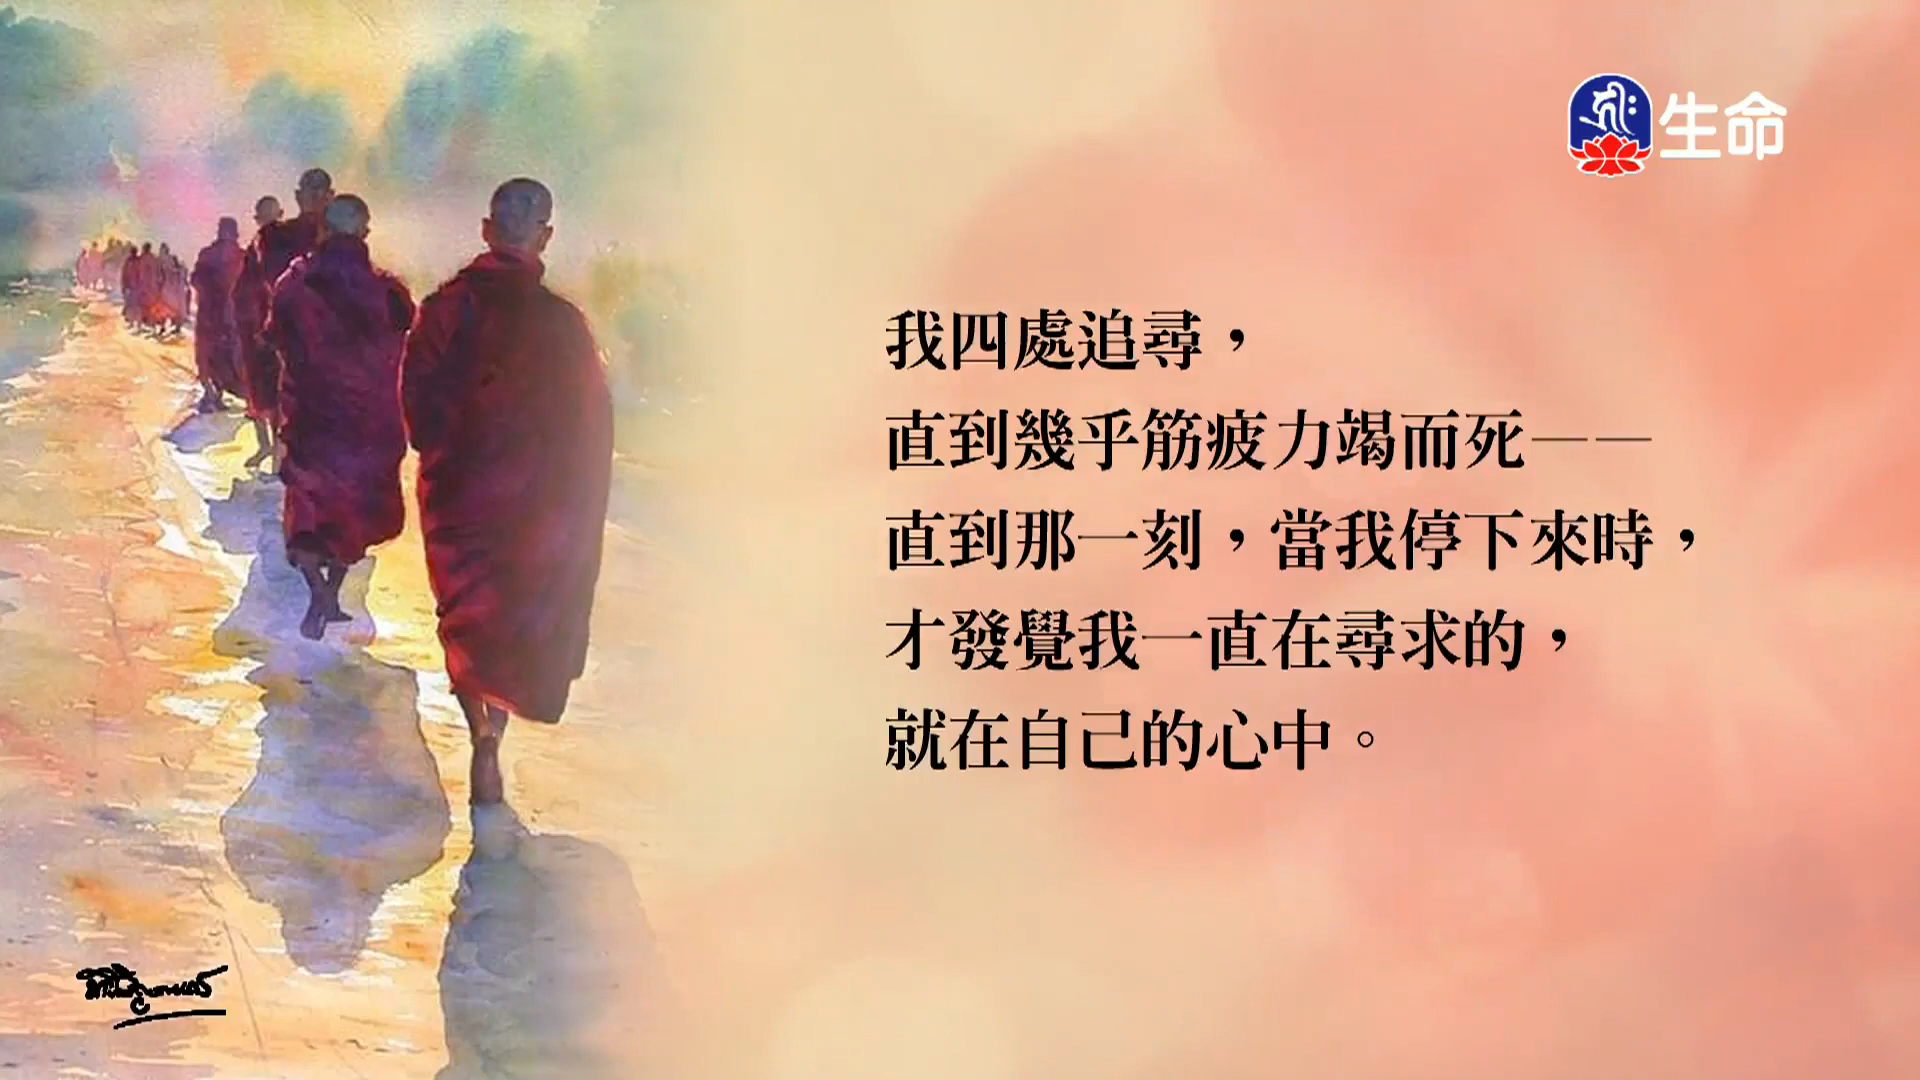 生命
我四處追尋，
直到幾乎筋疲力竭而死——
直到那一刻，當我停下來時，
才發覺我一直在尋求的，
就在自己的心中。